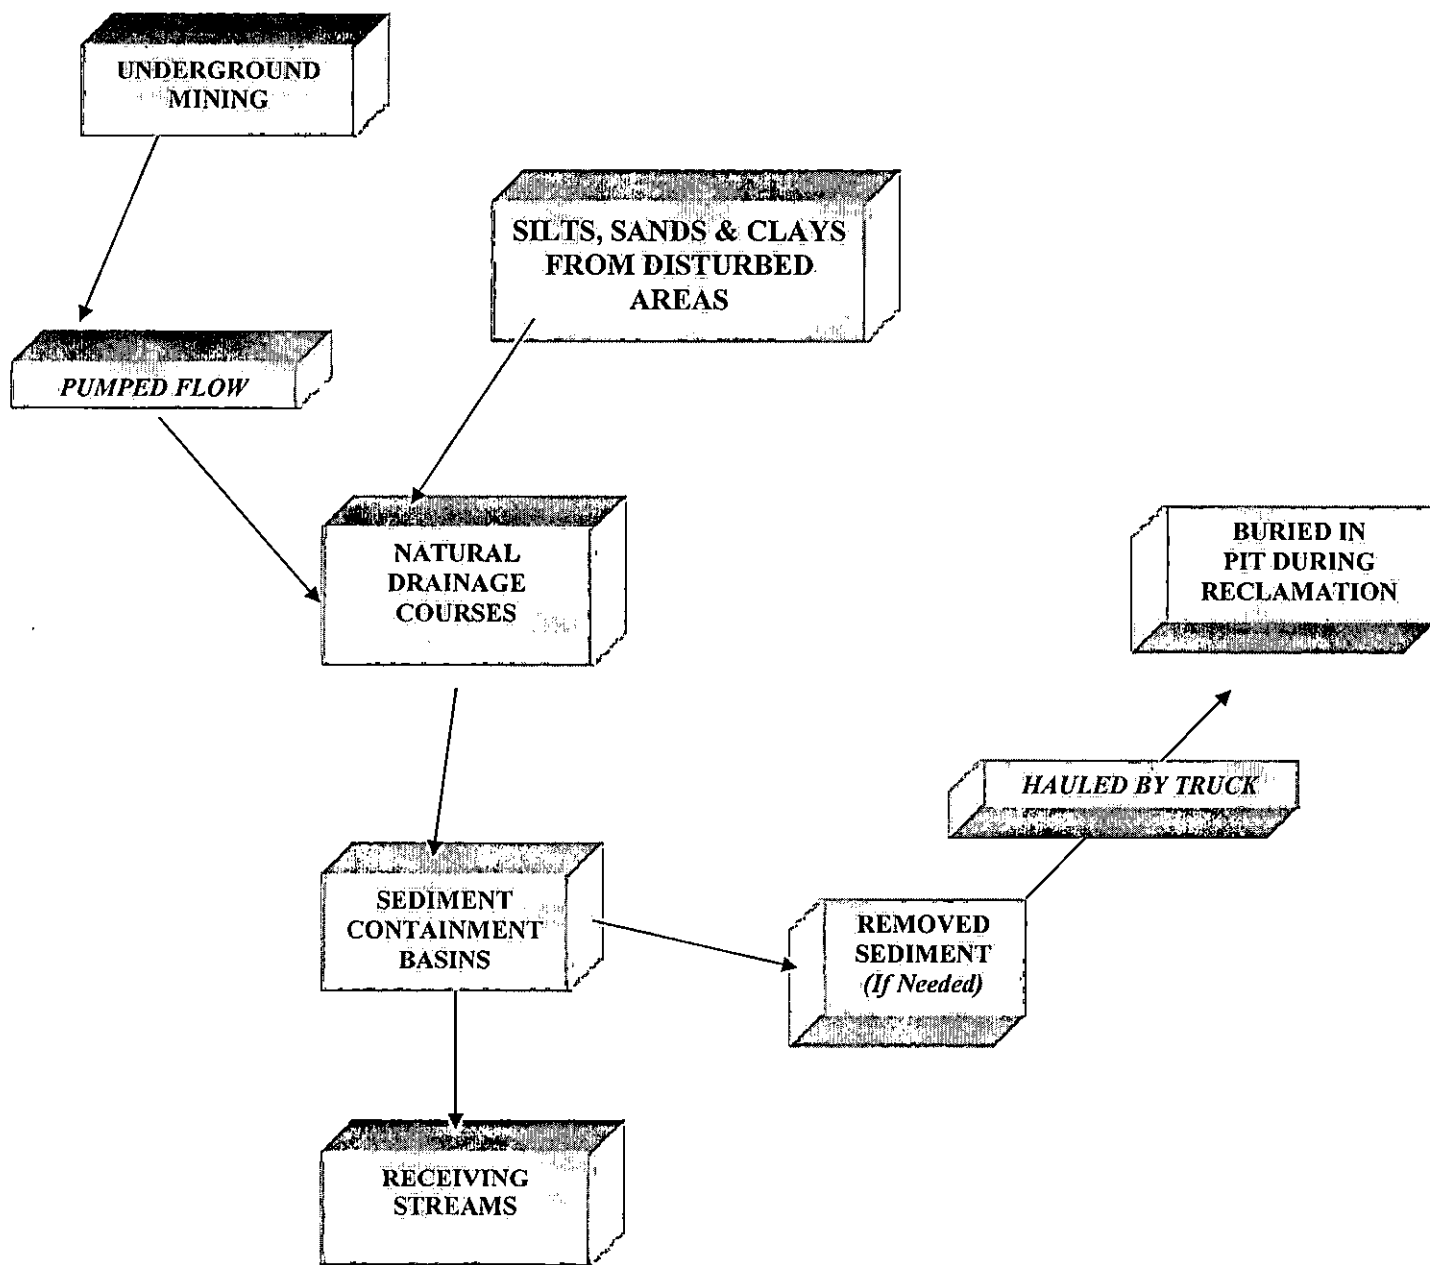 UNDERGROUND
MINING
SILTS, SANDS & CLAYS
FROM DISTURBED
AREAS
PUMPED FLOW
NATURAL
DRAINAGE
COURSES
BURIED IN
PIT DURING
RECLAMATION
HAULED BY TRUCK
SEDIMENT
CONTAINMENT
BASINS
REMOVED
SEDIMENT
(If Needed)
RECEIVING
STREAMS